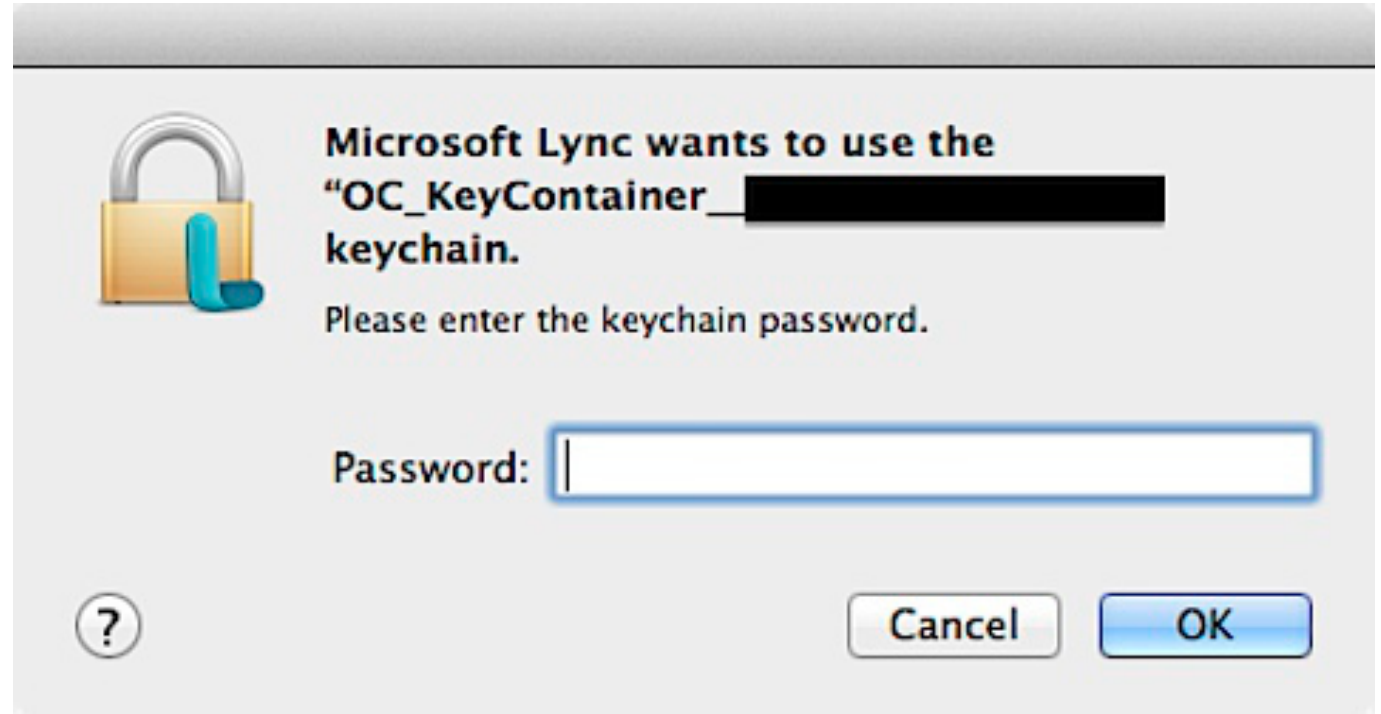 Microsoft Lync wants to use the
“OC_KeyContainer__
keychain.
Please enter the keychain password.
Password:
?
Cancel
OK